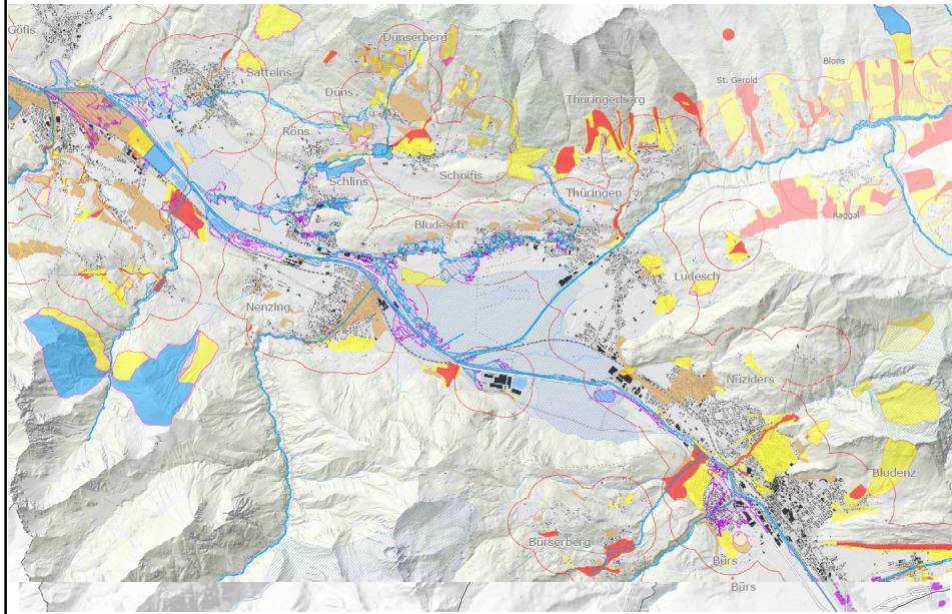 Göfis
Dünserberg
Satteins
Blons
St. Gerold
Düns
Thüringerberg
Röns
Schlins
Schnifis
Thüringen
Raggal
Bludesch
Ludesch
Nenzing
Nüziders
Bludenz
Bürserberg
Bürs
Bürs